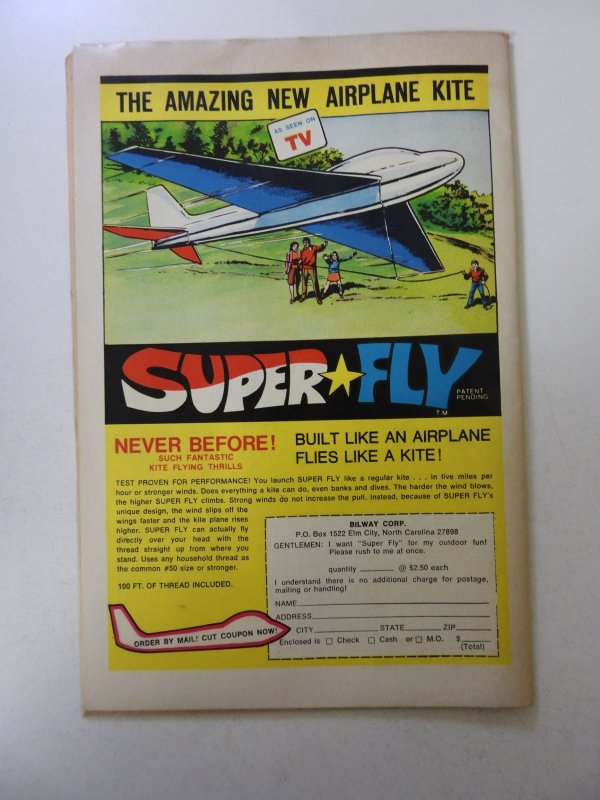 THE AMAZING NEW AIRPLANE KITE
AS SEEN ON
TV
SUPER FLY
PATENT
PENDING
TM
NEVER BEFORE!
SUCH FANTASTIC
KITE FLYING THRILLS
BUILT LIKE AN AIRPLANE
FLIES LIKE A KITE!
TEST PROVEN FOR PERFORMANCE! You launch SUPER FLY like a regular kite . . . in five miles per
hour or stronger winds. Does everything a kite can do, even banks and dives. The harder the wind blows,
the higher SUPER FLY climbs. Strong winds do not increase the pull. Instead, because of SUPER FLY's
unique design, the wind slips off the
wings faster and the kite plane rises
higher. SUPER FLY can actually fly
directly over your head with the
thread straight up from where you
stand. Uses any household thread as
the common #50 size or stronger.
100 FT. OF THREAD INCLUDED.
ORDER BY MAIL! CUT COUPON NOW!
BILWAY CORP.
P.O. Box 1522 Elm City, North Carolina 27898
GENTLEMEN: I want "Super Fly" for my outdoor fun!
Please rush to me at once.
quantity ______ @ $2.50 each
I understand there is no additional charge for postage,
mailing or handling!
NAME
ADDRESS
CITY STATE ZIP
Enclosed is □ Check □ Cash or □ M.O. $
(Total)